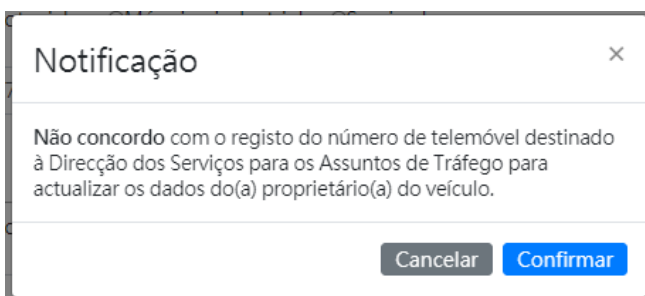 Notificação
×
Não concordo com o registo do número de telemóvel destinado
à Direcção dos Serviços para os Assuntos de Tráfego para
actualizar os dados do(a) proprietário(a) do veículo.
Cancelar Confirmar